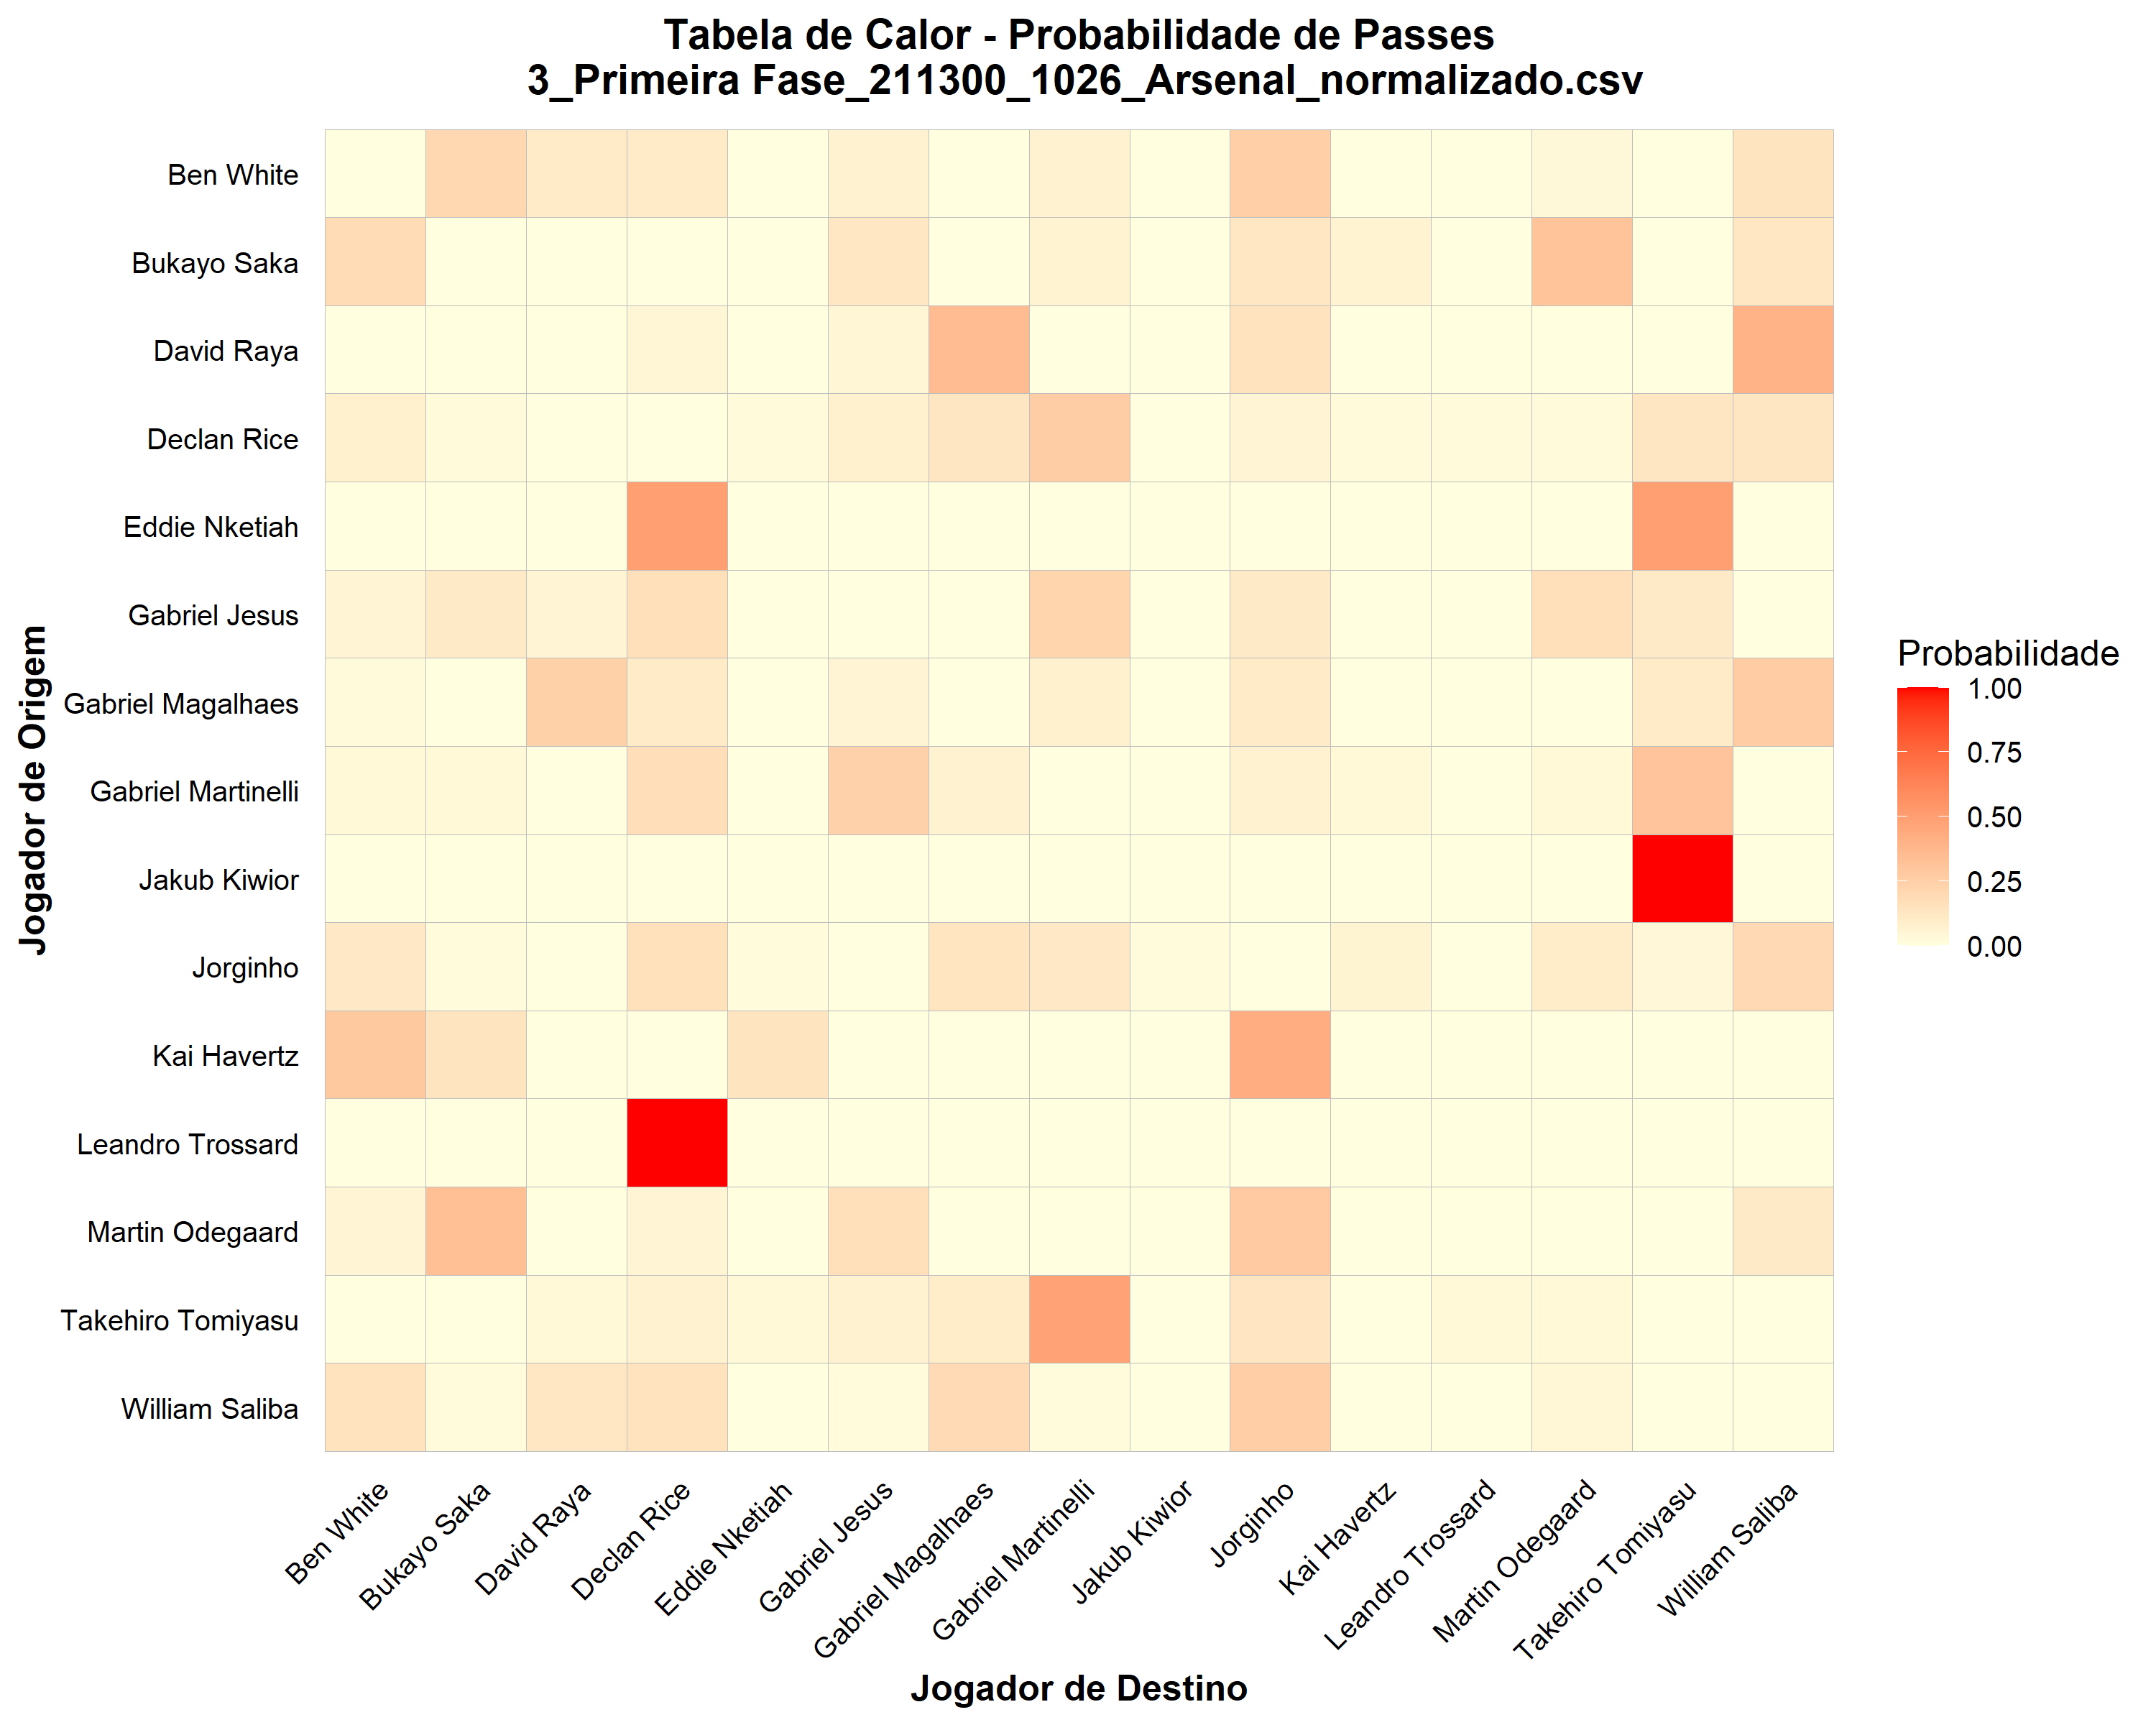 Tabela de Calor - Probabilidade de Passes
3_Primeira Fase_211300_1026_Arsenal_normalizado.csv
Jogador de Origem
Ben White
Bukayo Saka
David Raya
Declan Rice
Eddie Nketiah
Gabriel Jesus
Gabriel Magalhaes
Gabriel Martinelli
Jakub Kiwior
Jorginho
Kai Havertz
Leandro Trossard
Martin Odegaard
Takehiro Tomiyasu
William Saliba
Ben White
Bukayo Saka
David Raya
Declan Rice
Eddie Nketiah
Gabriel Jesus
Gabriel Magalhaes
Gabriel Martinelli
Jakub Kiwior
Jorginho
Kai Havertz
Leandro Trossard
Martin Odegaard
Takehiro Tomiyasu
William Saliba
Jogador de Destino
Probabilidade
1.00
0.75
0.50
0.25
0.00